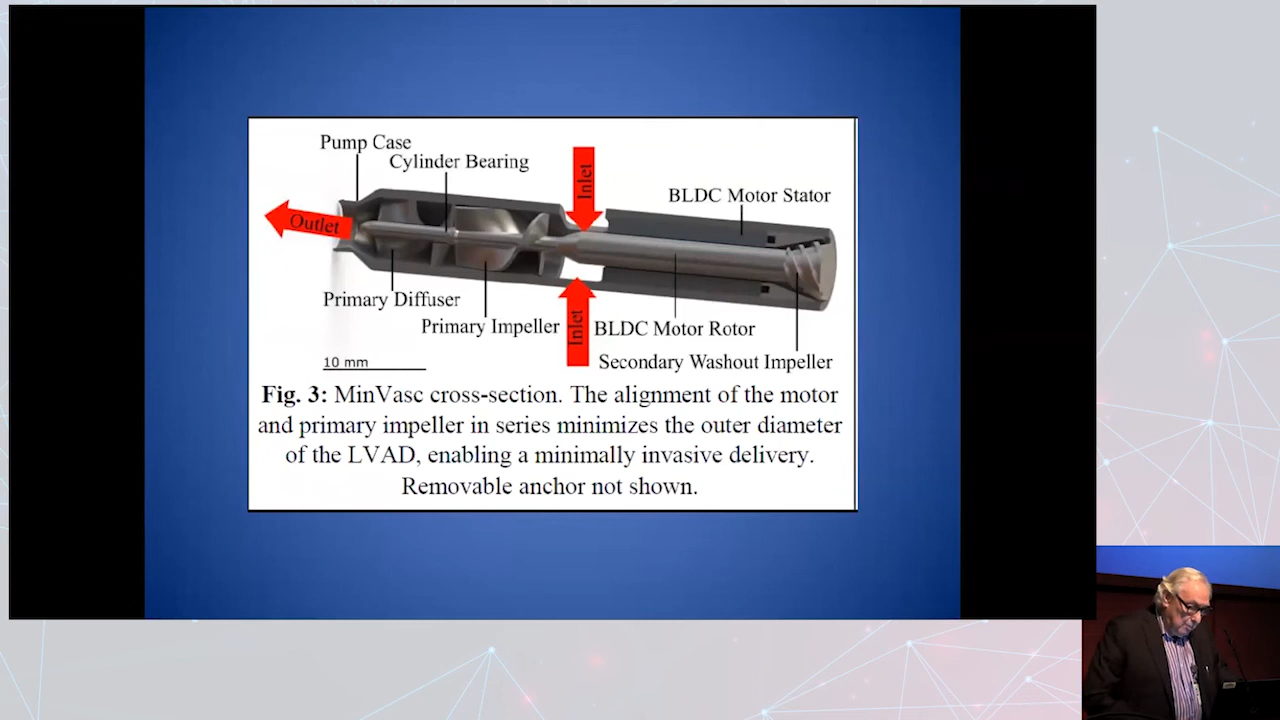 Pump Case
Cylinder Bearing
Inlet
BLDC Motor Stator
Outlet
Primary Diffuser
Primary Impeller
Inlet
BLDC Motor Rotor
Secondary Washout Impeller
10 mm
Fig. 3: MinVasc cross-section. The alignment of the motor
and primary impeller in series minimizes the outer diameter
of the LVAD, enabling a minimally invasive delivery.
Removable anchor not shown.